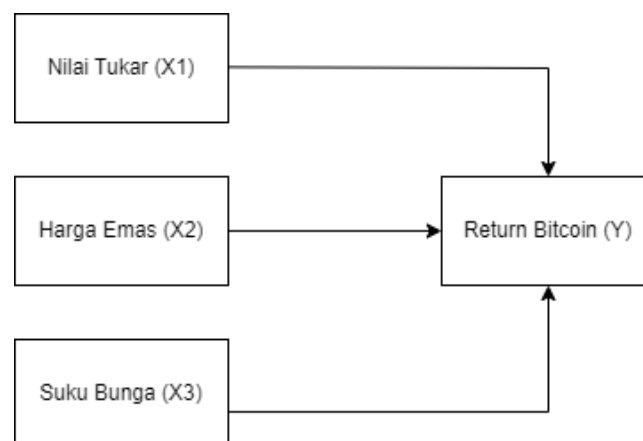 Nilai Tukar (X1)
Harga Emas (X2)
Return Bitcoin (Y)
Suku Bunga (X3)